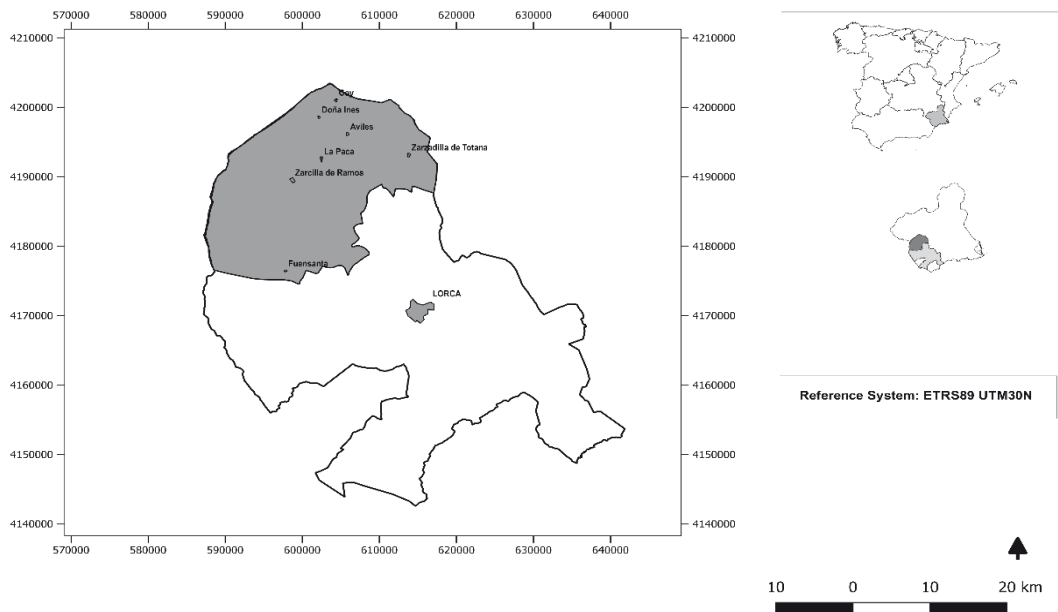 570000 580000 590000 600000 610000 620000 630000 640000
4210000 4210000
4200000 4200000
4190000 4190000
4180000 4180000
4170000 4170000
4160000 4160000
4150000 4150000
4140000 4140000
Coy
Doña Ines
Aviles
La Paca
Zarzadilla de Totana
Zarcilla de Ramos
Fuensanta
LORCA
570000 580000 590000 600000 610000 620000 630000 640000
Reference System: ETRS89 UTM30N
10 0 10 20 km